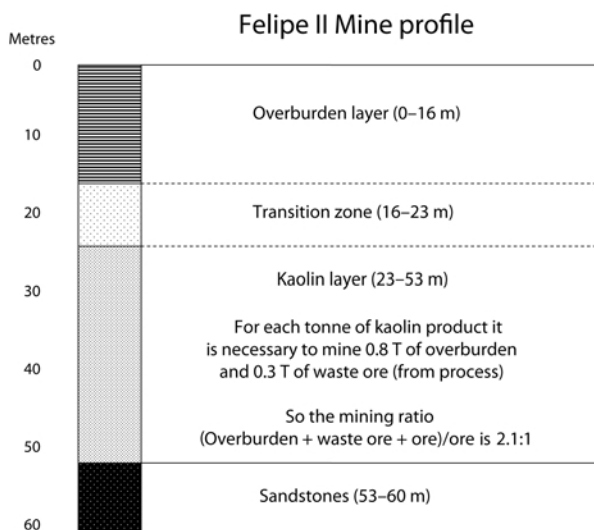 Felipe II Mine profile
Metres
0
Overburden layer (0–16 m)
10
Transition zone (16–23 m)
20
Kaolin layer (23–53 m)
30
For each tonne of kaolin product it
is necessary to mine 0.8 T of overburden
and 0.3 T of waste ore (from process)
40
So the mining ratio
(Overburden + waste ore + ore)/ore is 2.1:1
50
Sandstones (53–60 m)
60